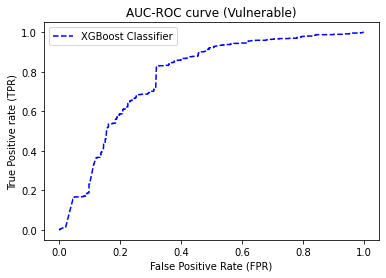 AUC-ROC curve (Vulnerable)
XGBoost Classifier
True Positive rate (TPR)
1.0
0.8
0.6
0.4
0.2
0.0
0.0 0.2 0.4 0.6 0.8 1.0
False Positive Rate (FPR)